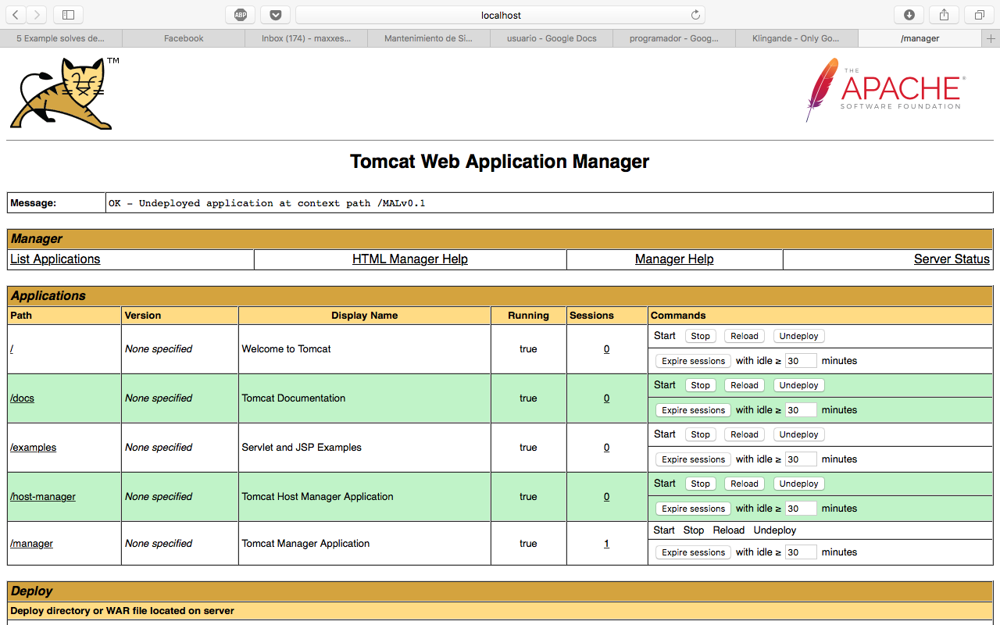 ABP
localhost
5 Example solves de...
Facebook
Inbox (174) - maxxes...
Mantenimiento de Si...
usuario - Google Docs
programador - Goog...
Klingande - Only Go...
/manager
TM
THE
APACHE®
SOFTWARE FOUNDATION
Tomcat Web Application Manager
Message: OK - Undeployed application at context path /MALv0.1
Manager
List Applications HTML Manager Help Manager Help Server Status
Applications
Path Version Display Name Running Sessions Commands
/ None specified Welcome to Tomcat true 0
Start Stop Reload Undeploy
Expire sessions with idle ≥ 30 minutes
/docs None specified Tomcat Documentation true 0
Start Stop Reload Undeploy
Expire sessions with idle ≥ 30 minutes
/examples None specified Servlet and JSP Examples true 0
Start Stop Reload Undeploy
Expire sessions with idle ≥ 30 minutes
/host-manager None specified Tomcat Host Manager Application true 0
Start Stop Reload Undeploy
Expire sessions with idle ≥ 30 minutes
/manager None specified Tomcat Manager Application true 1
Start Stop Reload Undeploy
Expire sessions with idle ≥ 30 minutes
Deploy
Deploy directory or WAR file located on server